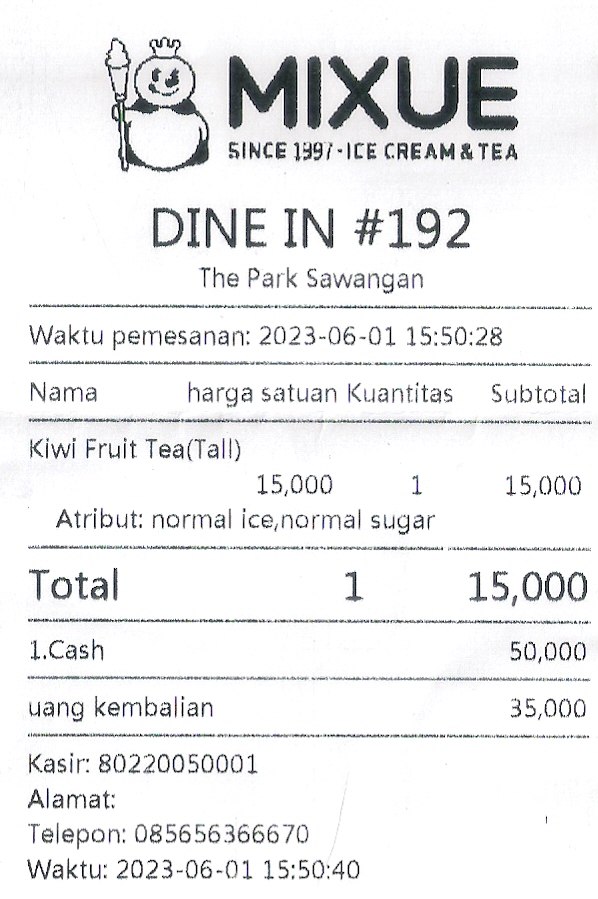 MIXUE
SINCE 1997·ICE CREAM & TEA
DINE IN #192
The Park Sawangan
Waktu pemesanan: 2023-06-01 15:50:28
Nama harga satuan Kuantitas Subtotal
Kiwi Fruit Tea(Tall)
15,000 1 15,000
Atribut: normal ice,normal sugar
Total 1 15,000
1.Cash 50,000
uang kembalian 35,000
Kasir: 80220050001
Alamat:
Telepon: 085656366670
Waktu: 2023-06-01 15:50:40